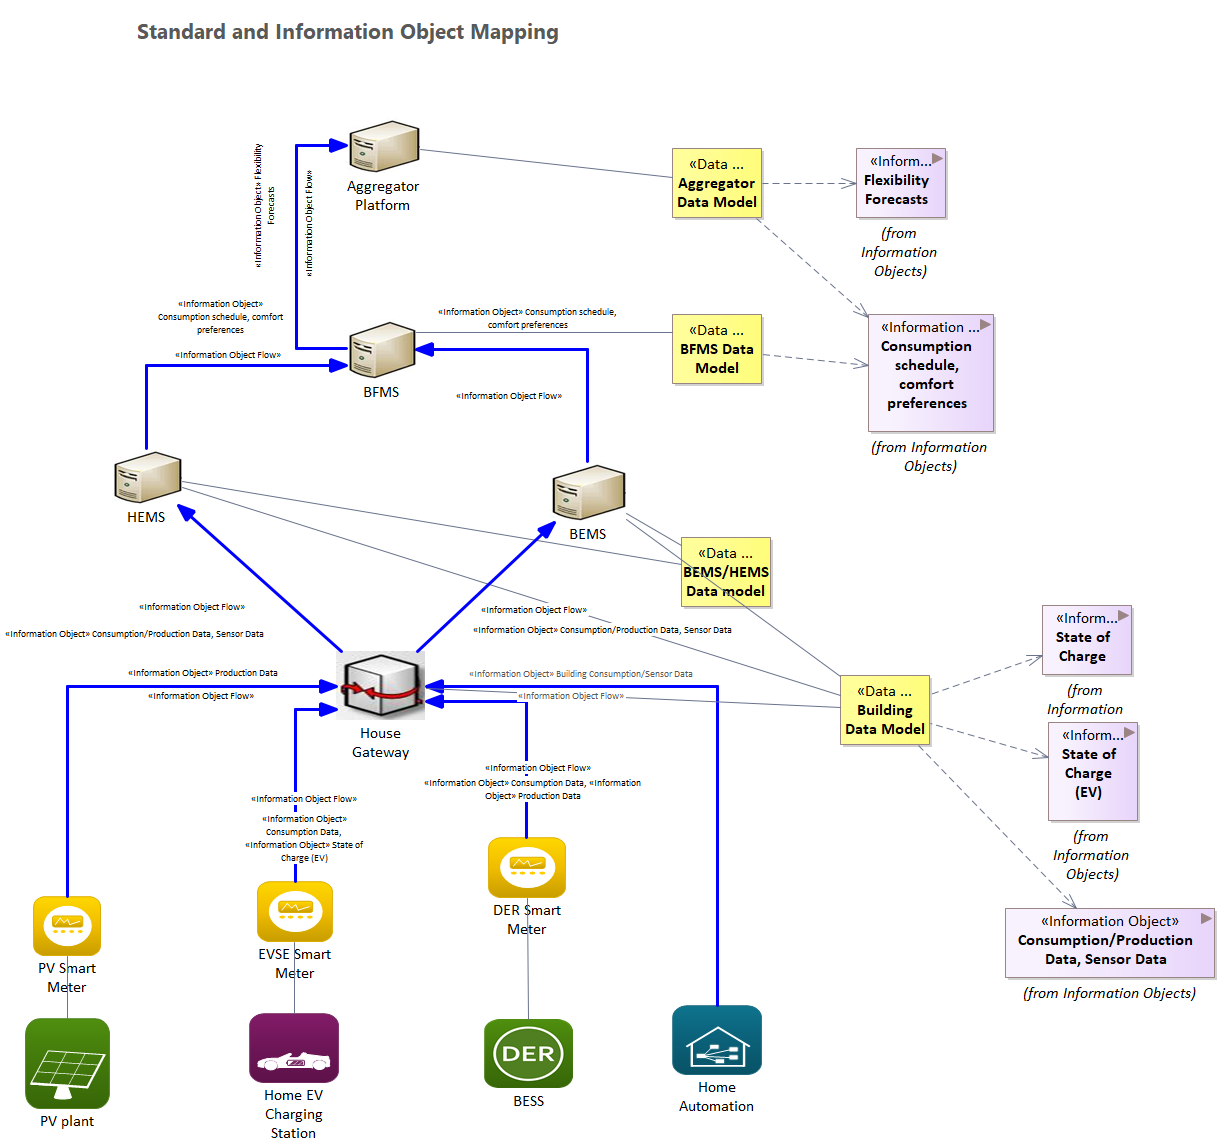 Standard and Information Object Mapping
«Information Object» Flexibility
Forecasts
«Information Object Flow»
Aggregator
Platform
«Data ...
Aggregator
Data Model
«Inform...
Flexibility
Forecasts
(from
Information
Objects)
«Information Object»
Consumption schedule, comfort
preferences
«Information Object Flow»
«Information Object» Consumption schedule,
comfort preferences
BFMS
«Information Object Flow»
«Data ...
BFMS Data
Model
«Information ...
Consumption
schedule,
comfort
preferences
(from Information
Objects)
HEMS
BEMS
«Data ...
BEMS/HEMS
Data model
«Information Object Flow»
«Information Object» Consumption/Production Data, Sensor Data
«Information Object Flow»
«Information Object» Consumption/Production Data, Sensor Data
«Inform...
State of
Charge
(from
Information
«Information Object» Production Data
«Information Object Flow»
«Information Object» Building Consumption/Sensor Data
«Information Object Flow»
House
Gateway
«Data ...
Building
Data Model
«Inform...
State of
Charge
(EV)
(from
Information
Objects)
«Information Object Flow»
«Information Object» Consumption Data, «Information
Object» Production Data
«Information Object Flow»
«Information Object»
Consumption Data,
«Information Object» State of
Charge (EV)
DER Smart
Meter
EVSE Smart
Meter
PV Smart
Meter
«Information Object»
Consumption/Production
Data, Sensor Data
(from Information Objects)
PV plant
Home EV
Charging
Station
DER
BESS
Home
Automation